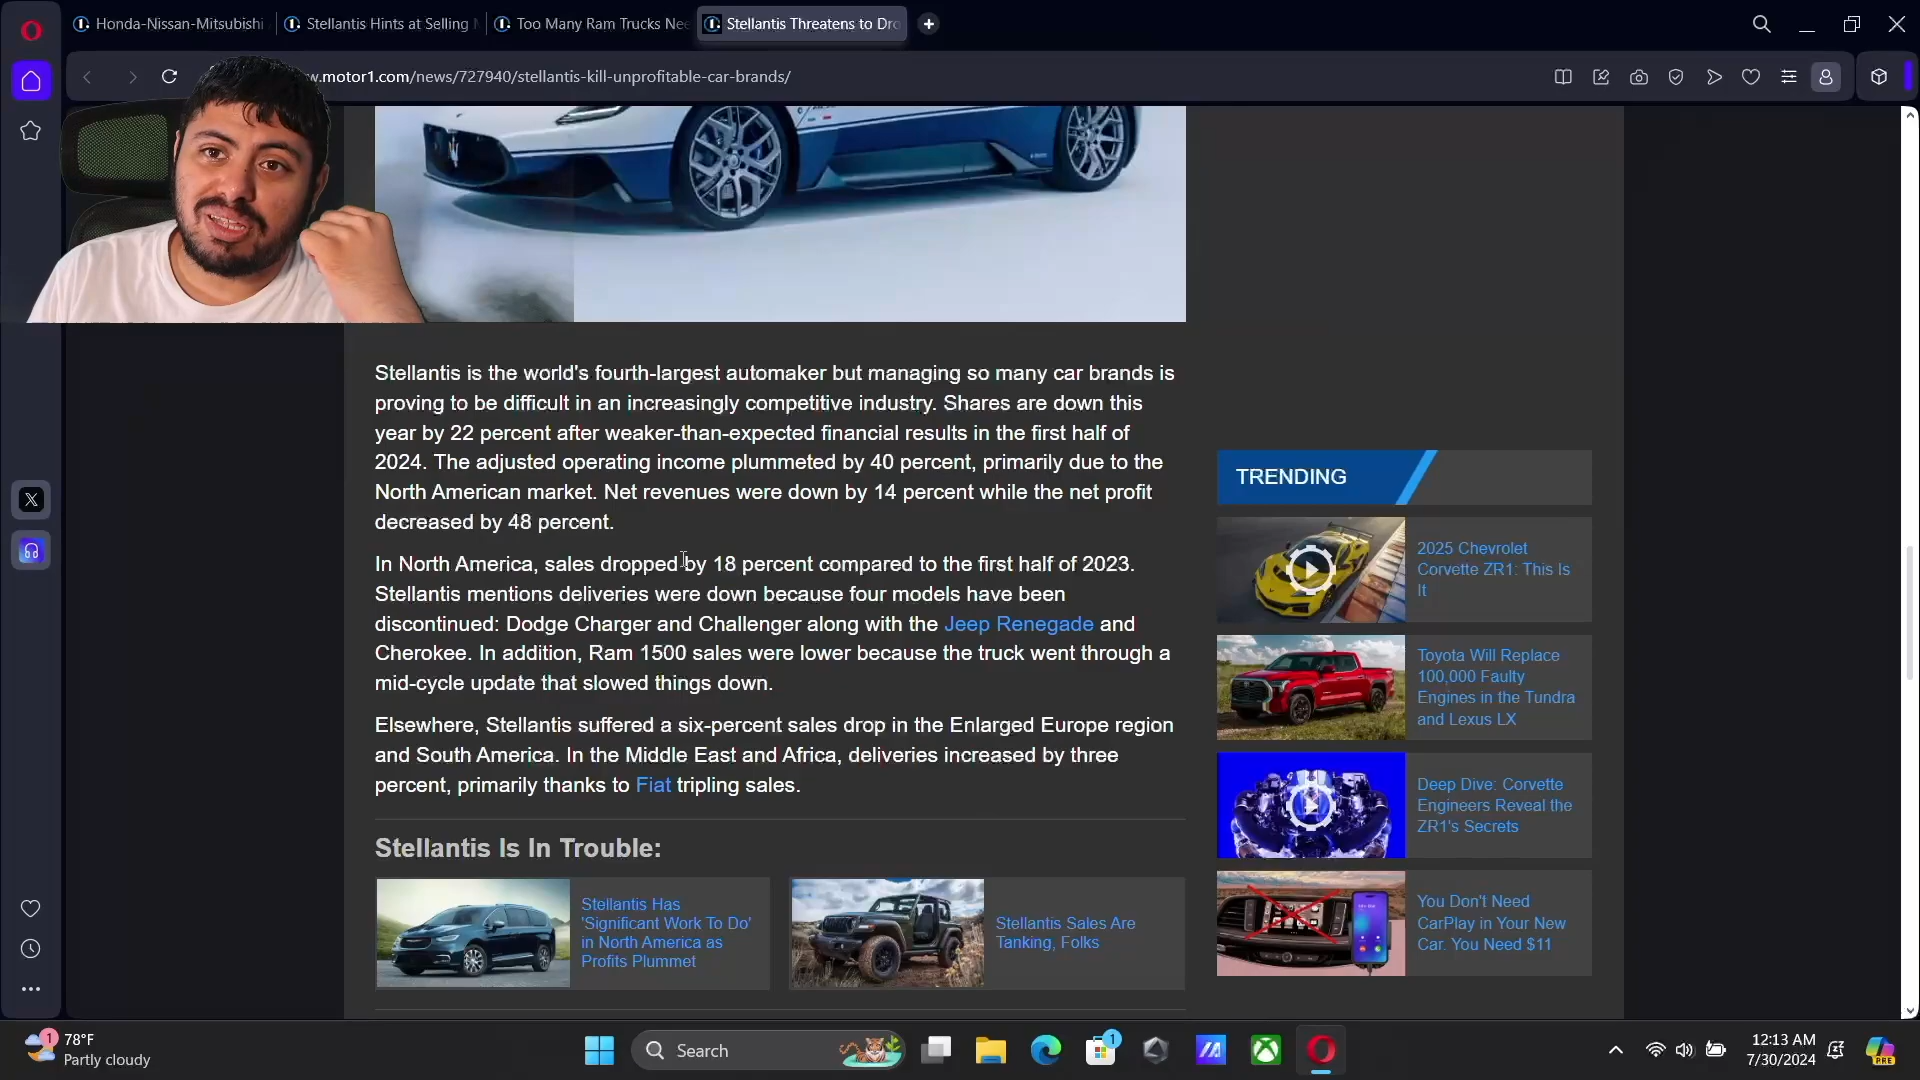 Honda-Nissan-Mitsubishi
Stellantis Hints at Selling
Too Many Ram Trucks Nee
Stellantis Threatens to Dro
w.motor1.com/news/727940/stellantis-kill-unprofitable-car-brands/
Stellantis is the world's fourth-largest automaker but managing so many car brands is
proving to be difficult in an increasingly competitive industry. Shares are down this
year by 22 percent after weaker-than-expected financial results in the first half of
2024. The adjusted operating income plummeted by 40 percent, primarily due to the
North American market. Net revenues were down by 14 percent while the net profit
decreased by 48 percent.
In North America, sales dropped by 18 percent compared to the first half of 2023.
Stellantis mentions deliveries were down because four models have been
discontinued: Dodge Charger and Challenger along with the Jeep Renegade and
Cherokee. In addition, Ram 1500 sales were lower because the truck went through a
mid-cycle update that slowed things down.
Elsewhere, Stellantis suffered a six-percent sales drop in the Enlarged Europe region
and South America. In the Middle East and Africa, deliveries increased by three
percent, primarily thanks to Fiat tripling sales.
Stellantis Is In Trouble:
Stellantis Has
'Significant Work To Do'
in North America as
Profits Plummet
Stellantis Sales Are
Tanking, Folks
TRENDING
2025 Chevrolet
Corvette ZR1: This Is
It
Toyota Will Replace
100,000 Faulty
Engines in the Tundra
and Lexus LX
Deep Dive: Corvette
Engineers Reveal the
ZR1's Secrets
You Don't Need
CarPlay in Your New
Car. You Need $11
1
78°F
Partly cloudy
Search
1
12:13 AM
7/30/2024
PRE